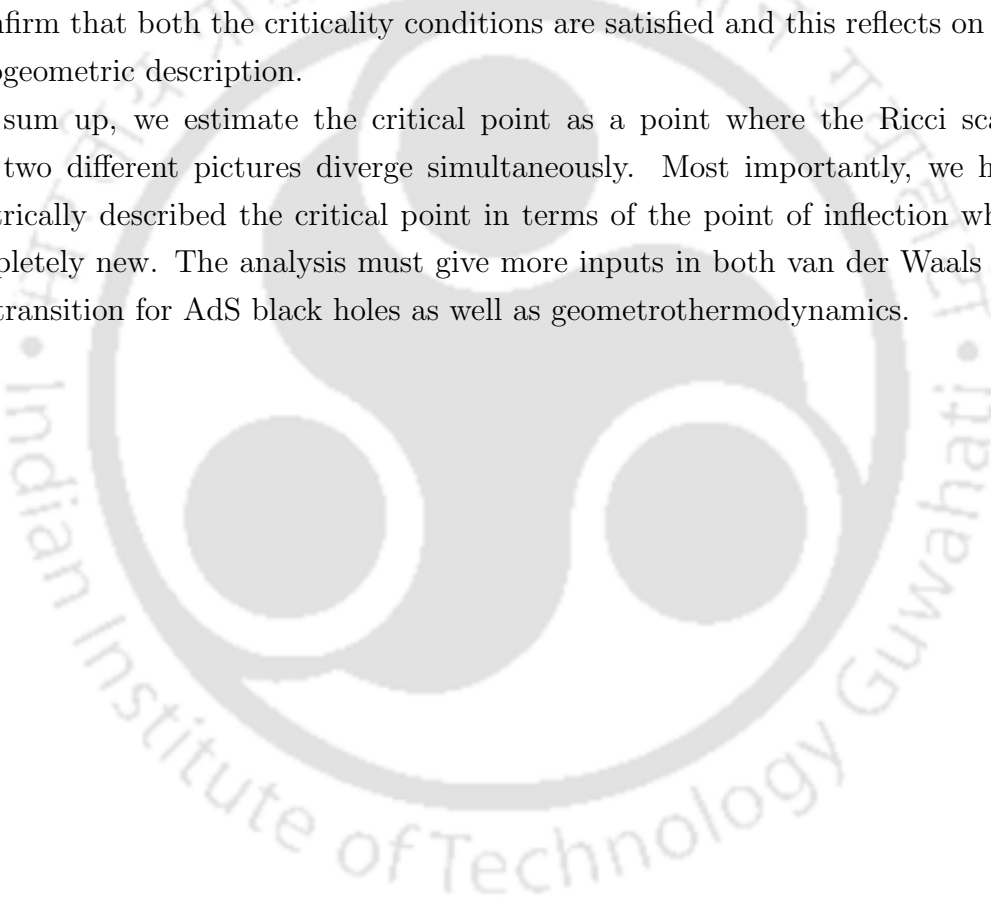 nfirm that both the criticality conditions are satisfied and this reflects on
ogeometric description.
sum up, we estimate the critical point as a point where the Ricci sca
two different pictures diverge simultaneously. Most importantly, we h
trically described the critical point in terms of the point of inflection wh
pletely new. The analysis must give more inputs in both van der Waals
transition for AdS black holes as well as geometrothermodynamics.
Indian Institute of Technology Guwahati